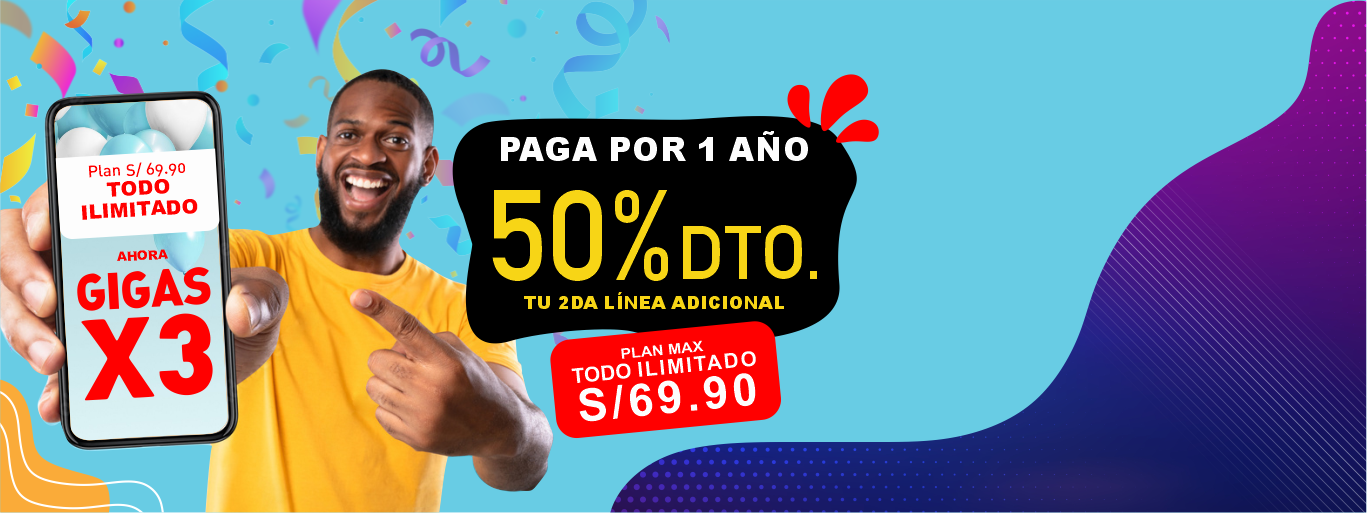 Plan S/ 69.90
TODO
ILIMITADO
AHORA
GIGAS
X3
PAGA POR 1 AÑO
50% DTO.
TU 2DA LÍNEA ADICIONAL
PLAN MAX
TODO ILIMITADO
S/69.90